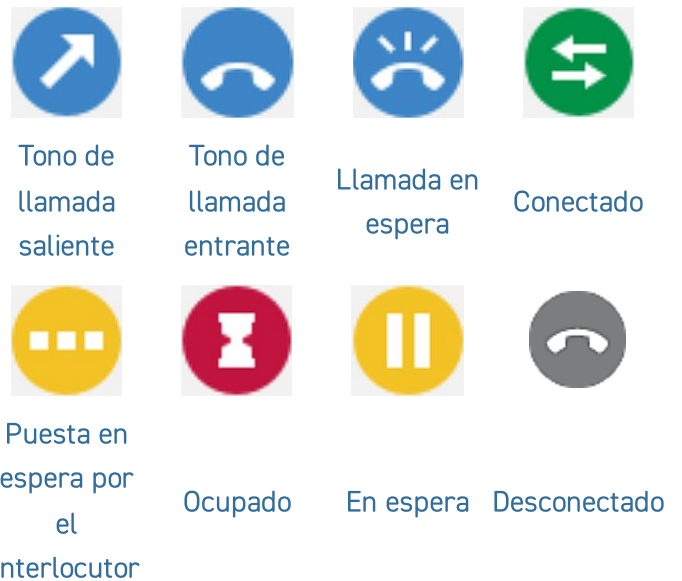 Tono de
llamada
saliente
Tono de
llamada
entrante
Llamada en
espera
Conectado
Puesta en
espera por
el
nterlocutor
Ocupado
En espera
Desconectado